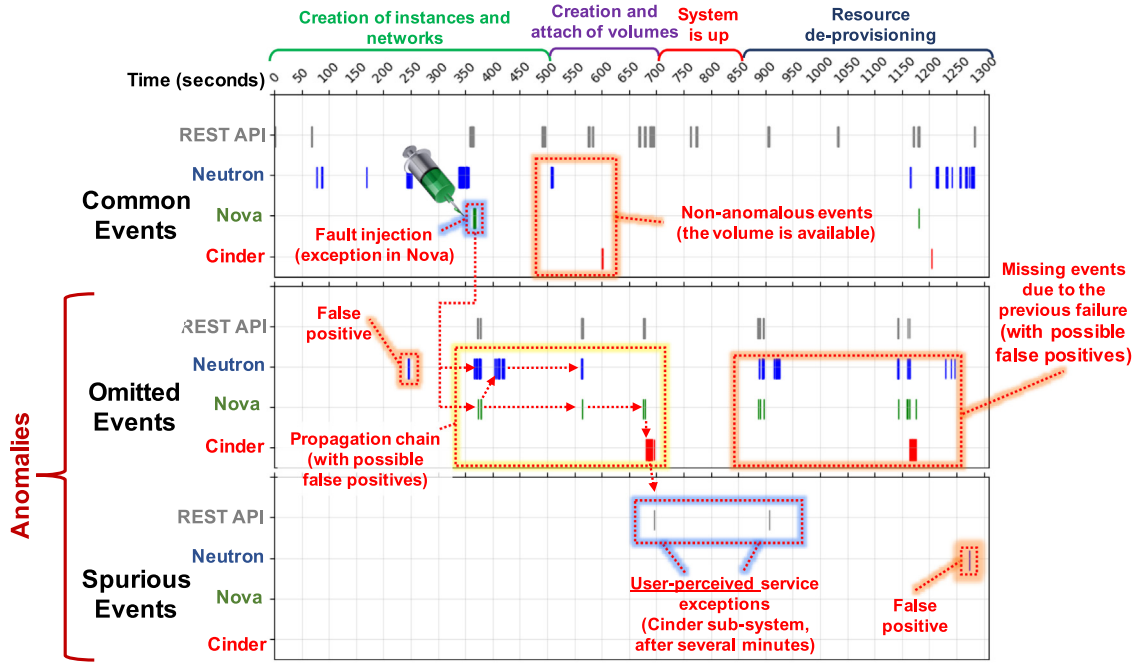 Creation of instances and
networks
Creation and
attach of volumes
System
is up
Resource
de-provisioning
Time (seconds)
0 50 100 150 200 250 300 350 400 450 500 550 600 650 700 750 800 850 900 950 1000 1050 1100 1150 1200 1250 1300
Common
Events
REST API
Neutron
Nova
Cinder
Fault injection
(exception in Nova)
Non-anomalous events
(the volume is available)
Missing events
due to the
previous failure
(with possible
false positives)
Anomalies
Omitted
Events
REST API
Neutron
Nova
Cinder
False
positive
Propagation chain
(with possible
false positives)
Spurious
Events
REST API
Neutron
Nova
Cinder
User-perceived service
exceptions
(Cinder sub-system,
after several minutes)
False
positive